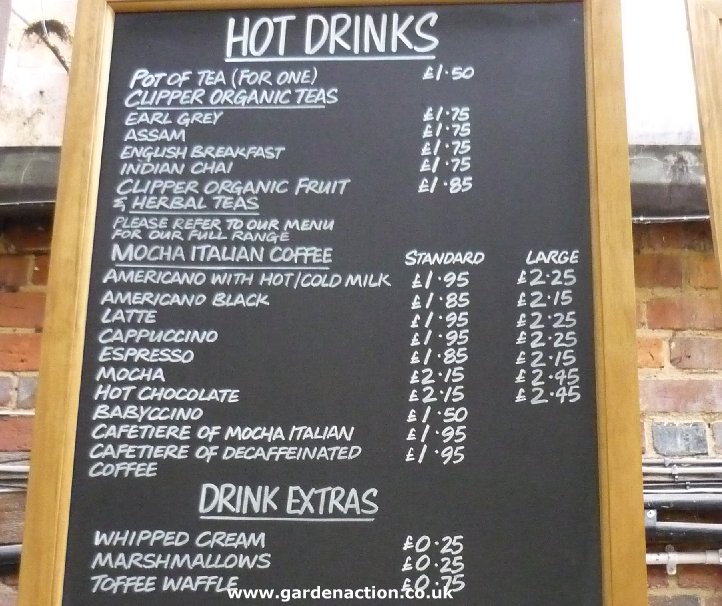 HOT DRINKS
POT OF TEA (FOR ONE) £1.50
CLIPPER ORGANIC TEAS
EARL GREY £1.75
ASSAM £1.75
ENGLISH BREAKFAST £1.75
INDIAN CHAI £1.75
CLIPPER ORGANIC FRUIT £1.85
& HERBAL TEAS
PLEASE REFER TO OUR MENU
FOR OUR FULL RANGE
MOCHA ITALIAN COFFEE STANDARD LARGE
AMERICANO WITH HOT/COLD MILK £1.95 £2.25
AMERICANO BLACK £1.85 £2.15
LATTE £1.95 £2.25
CAPPUCCINO £1.95 £2.25
ESPRESSO £1.85 £2.15
MOCHA £2.15 £2.45
HOT CHOCOLATE £2.15 £2.45
BABYCCINO £1.50
CAFETIERE OF MOCHA ITALIAN £1.95
CAFETIERE OF DECAFFEINATED £1.95
COFFEE
DRINK EXTRAS
WHIPPED CREAM £0.25
MARSHMALLOWS £0.25
TOFFEE WAFFLE £0.75
www.gardenaction.co.uk